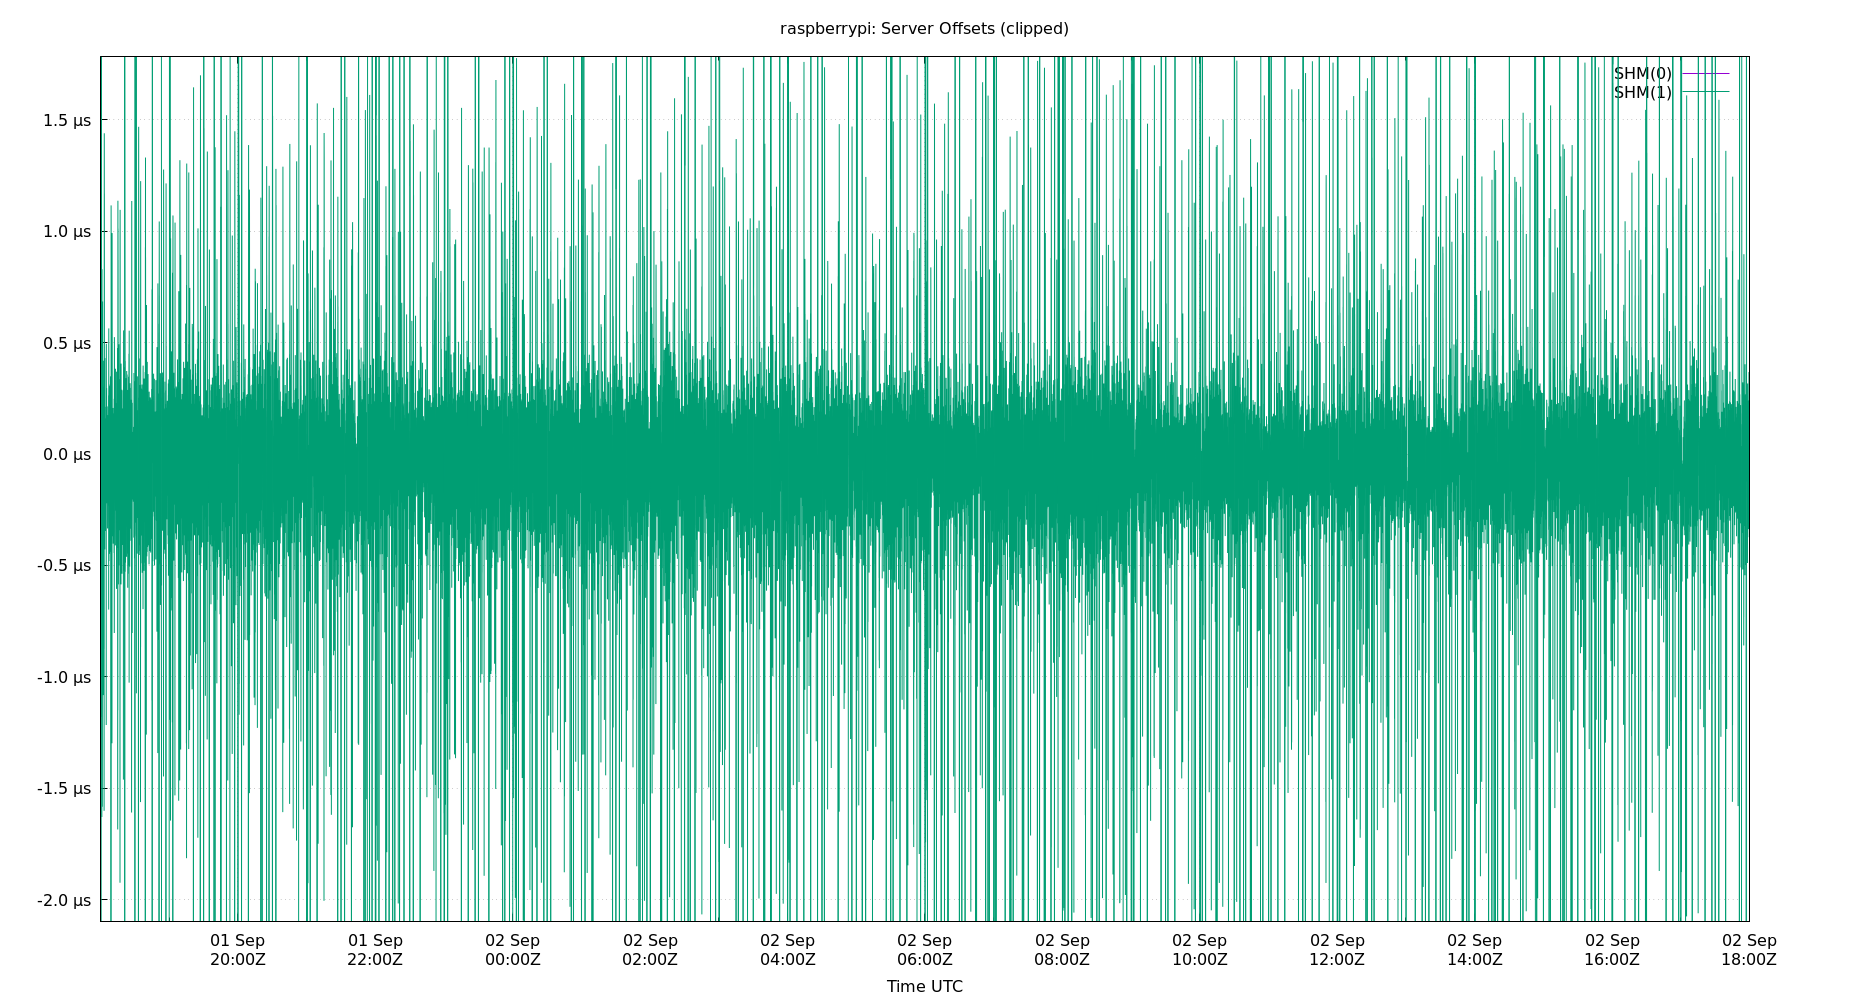 raspberrypi: Server Offsets (clipped)
SHM(0)
SHM(1)
1.5 µs
1.0 µs
0.5 µs
0.0 µs
-0.5 µs
-1.0 µs
-1.5 µs
-2.0 µs
01 Sep 01 Sep 02 Sep 02 Sep 02 Sep 02 Sep 02 Sep 02 Sep 02 Sep 02 Sep 02 Sep 02 Sep
20:00Z 22:00Z 00:00Z 02:00Z 04:00Z 06:00Z 08:00Z 10:00Z 12:00Z 14:00Z 16:00Z 18:00Z
Time UTC